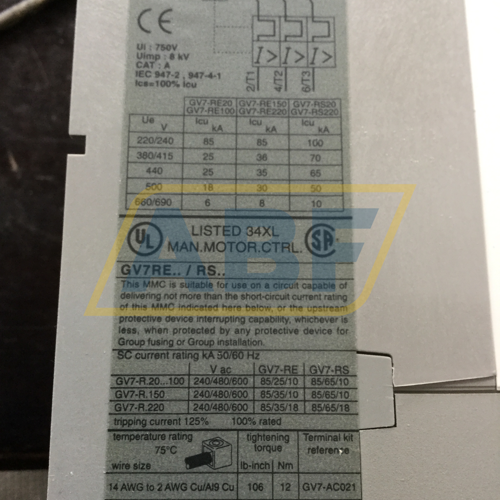 CE
Ui : 750V
Uimp : 8 kV
CAT : A
IEC 947-2 , 947-4-1
Ics=100% Icu
2/T1 4/T2 6/T3
GV7-RE20 GV7-RE150 GV7-RS20
GV7-RE100 GV7-RE220 GV7-RS220
Ue V Icu kA Icu kA Icu kA
220/240 85 85 100
380/415 25 36 70
440 25 35 65
500 18 30 50
660/690 6 8 10
ABF
UL LISTED 34XL SA
MAN.MOTOR.CTRL.
GV7RE.. / RS..
This MMC is suitable for use on a circuit capable of
delivering not more than the short-circuit current rating
of this MMC indicated here below, or the upstream
protective device interrupting capability, whichever is
less, when protected by any protective device for
Group fusing or Group installation.
SC current rating kA 50/60 Hz
V ac GV7-RE GV7-RS
GV7-R.20...100 240/480/600 85/25/10 85/65/10
GV7-R.150 240/480/600 85/35/10 85/65/10
GV7-R.220 240/480/600 85/35/18 85/65/18
tripping current 125% 100% rated
temperature rating tightening Terminal kit
75°C torque reference
wire size lb-inch Nm
14 AWG to 2 AWG Cu/Al9 Cu 106 12 GV7-AC021